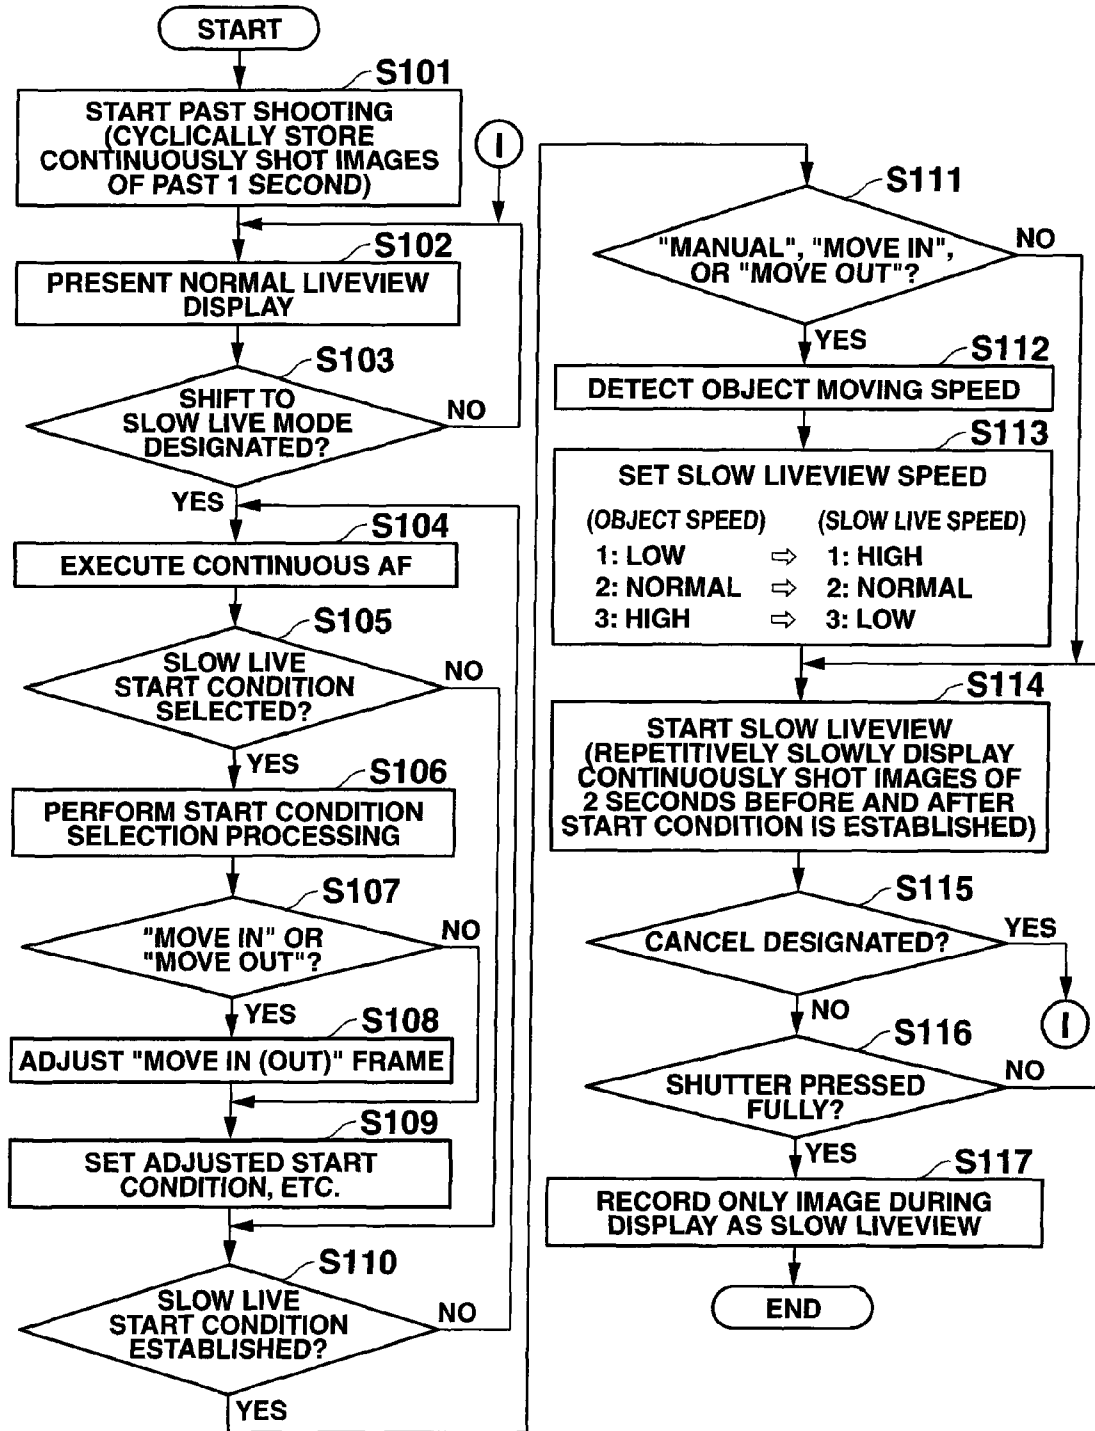 START
S101
START PAST SHOOTING
(CYCLICALLY STORE
CONTINUOUSLY SHOT IMAGES
OF PAST 1 SECOND)
I
S102
PRESENT NORMAL LIVEVIEW
DISPLAY
S103
SHIFT TO
SLOW LIVE MODE
DESIGNATED?
NO
YES
S104
EXECUTE CONTINUOUS AF
S105
SLOW LIVE
START CONDITION
SELECTED?
NO
YES
S106
PERFORM START CONDITION
SELECTION PROCESSING
S107
"MOVE IN" OR
"MOVE OUT"?
NO
YES
S108
ADJUST "MOVE IN (OUT)" FRAME
S109
SET ADJUSTED START
CONDITION, ETC.
S110
SLOW LIVE
START CONDITION
ESTABLISHED?
NO
YES
S111
"MANUAL", "MOVE IN",
OR "MOVE OUT"?
NO
YES
S112
DETECT OBJECT MOVING SPEED
S113
SET SLOW LIVEVIEW SPEED
(OBJECT SPEED) (SLOW LIVE SPEED)
1: LOW ⇨ 1: HIGH
2: NORMAL ⇨ 2: NORMAL
3: HIGH ⇨ 3: LOW
S114
START SLOW LIVEVIEW
(REPETITIVELY SLOWLY DISPLAY
CONTINUOUSLY SHOT IMAGES OF
2 SECONDS BEFORE AND AFTER
START CONDITION IS ESTABLISHED)
S115
CANCEL DESIGNATED?
YES
I
NO
S116
SHUTTER PRESSED
FULLY?
NO
YES
S117
RECORD ONLY IMAGE DURING
DISPLAY AS SLOW LIVEVIEW
END